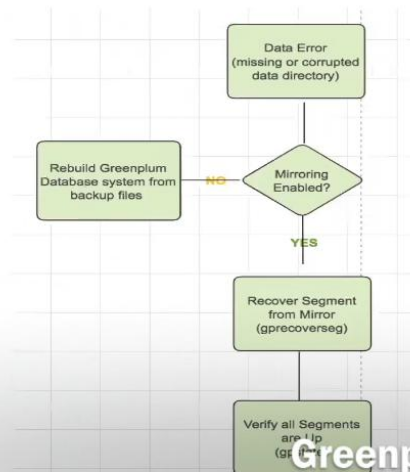 Data Error
(missing or corrupted
data directory)
Rebuild Greenplum
Database system from
backup files
NO
Mirroring
Enabled?
YES
Recover Segment
from Mirror
(gprecoverseg)
Verify all Segments
are Up
Greenp